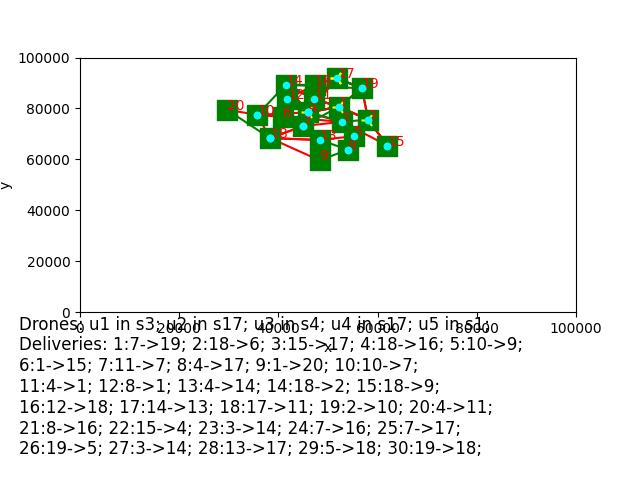 100000
80000
60000
40000
20000
0
y
0 20000 40000 60000 80000 100000
x
20
14
17
19
15
Drones: u1 in s3; u2 in s17; u3 in s4; u4 in s17; u5 in s1;
Deliveries: 1:7->19; 2:18->6; 3:15->17; 4:18->16; 5:10->9;
6:1->15; 7:11->7; 8:4->17; 9:1->20; 10:10->7;
11:4->1; 12:8->1; 13:4->14; 14:18->2; 15:18->9;
16:12->18; 17:14->13; 18:17->11; 19:2->10; 20:4->11;
21:8->16; 22:15->4; 23:3->14; 24:7->16; 25:7->17;
26:19->5; 27:3->14; 28:13->17; 29:5->18; 30:19->18;